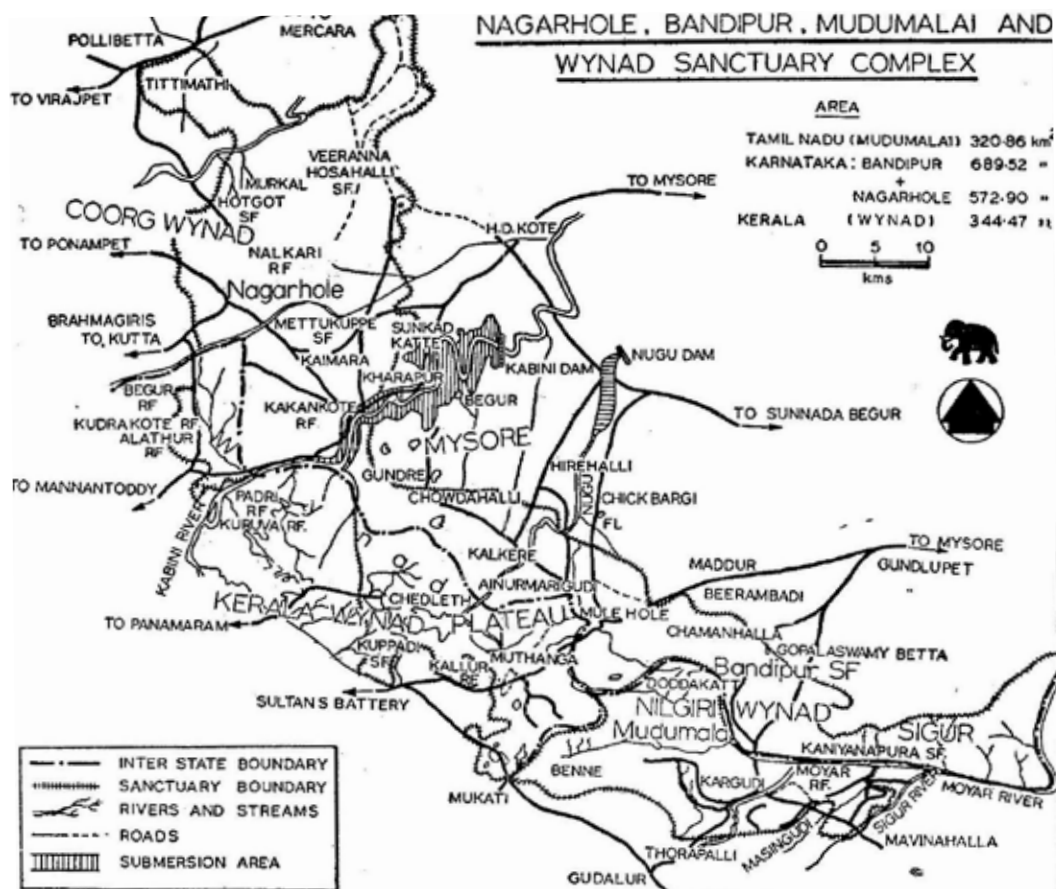 NAGARHOLE, BANDIPUR, MUDUMALAI AND
WYNAD SANCTUARY COMPLEX
AREA
TAMIL NADU (MUDUMALAI) 320·86 km²
KARNATAKA: BANDIPUR 689·52 "
+
NAGARHOLE 572·90 "
KERALA (WYNAD) 344·47 "
0 5 10
kms
MERCARA
POLLIBETTA
TITTIMATHI
TO VIRAJPET
VEERANNA
HOSAHALLI
SF.
MURKAL
HOTGOT
SF
COORG WYNAD
TO MYSORE
H.D. KOTE
TO PONAMPET
NALKARI
RF
Nagarhole
BRAHMAGIRIS
TO, KUTTA
METTUKUPPE
SF
SUNKAD
KATTE
KAIMARA
KHARAPUR
KABINI DAM
NUGU DAM
BEGUR
RF.
BEGUR
KUDRAKOTE RF.
ALATHUR
RF.
KAKANKOTE
RF.
TO SUNNADA BEGUR
MYSORE
HIREHALLI
GUNDRE
TO MANNANTODDY
CHOWDAHALLI
NUGU
CHICK BARGI
PADRI
RF.
KURUVA RF.
FL
KABINI RIVER
KALKERE
TO MYSORE
MADDUR
GUNDLUPET
AINURMARIGUDI
BEERAMBADI
CHEDLETH
KERALA WYNAD PLATEAU
MULE HOLE
TO PANAMARAM
CHAMANHALLA
KUPPADI
SF.
MUTHANGA
GOPALASWAMY BETTA
KALLUR
RF.
Bandipur SF
DODDAKATT
SULTAN'S BATTERY
NILGIRI WYNAD
Mudumalai
SIGUR
KANIYANAPURA SF.
BENNE
KARGUDI
MOYAR
RF.
MUKATI
MOYAR RIVER
SIGUR RIVER
MASINGUDI
MAVINAHALLA
THORAPALLI
GUDALUR
INTER STATE BOUNDARY
SANCTUARY BOUNDARY
RIVERS AND STREAMS
ROADS
SUBMERSION AREA